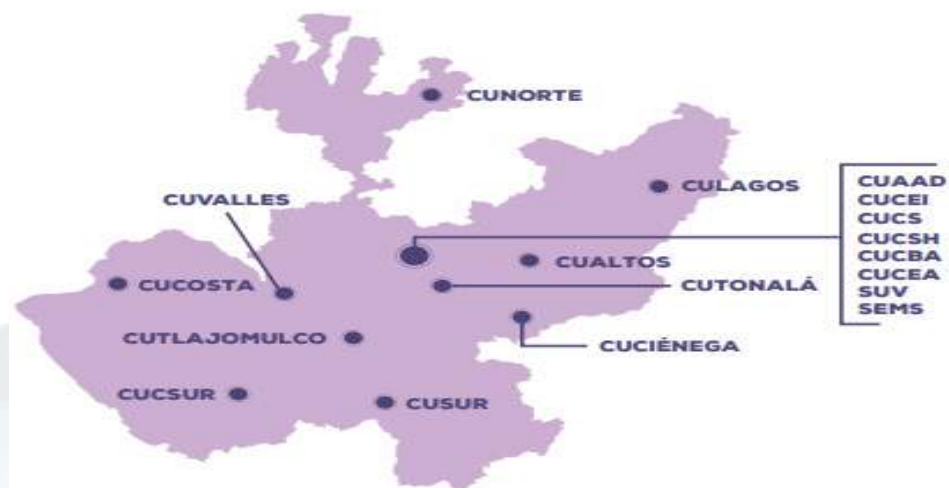 CUNORTE
CULAGOS
CUVALLES
CUAAD
CUCEI
CUCS
CUCSH
CUCBA
CUCEA
SUV
SEMS
CUALTOS
CUCOSTA
CUTONALÁ
CUTLAJOMULCO
CUCIÉNEGA
CUCSUR
CUSUR